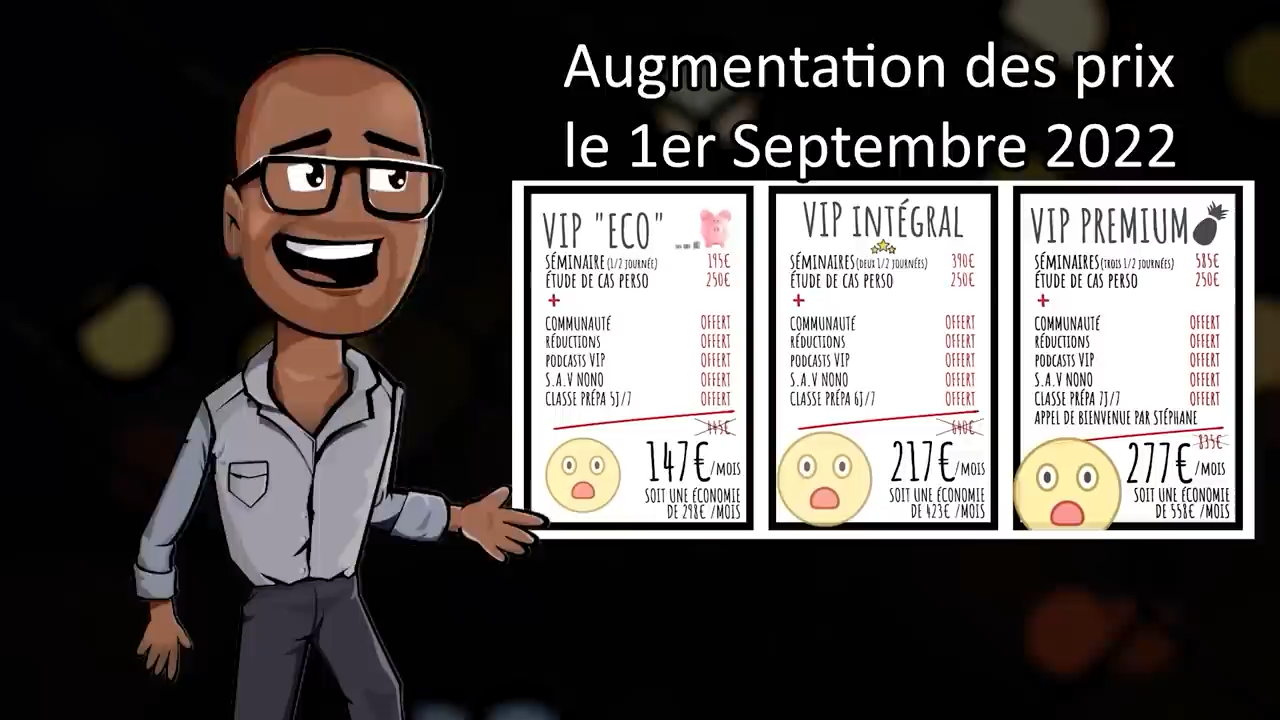 Augmentation des prix
le 1er Septembre 2022
VIP "ECO"
SÉMINAIRE (1/2 JOURNÉE) 195€
ÉTUDE DE CAS PERSO 250€
+
COMMUNAUTÉ OFFERT
RÉDUCTIONS OFFERT
PODCASTS VIP OFFERT
S.A.V NONO OFFERT
CLASSE PRÉPA 5J/7 OFFERT
445€
147€/MOIS
SOIT UNE ÉCONOMIE
DE 298€ /MOIS
VIP INTÉGRAL
SÉMINAIRES (DEUX 1/2 JOURNÉES) 390€
ÉTUDE DE CAS PERSO 250€
+
COMMUNAUTÉ OFFERT
RÉDUCTIONS OFFERT
PODCASTS VIP OFFERT
S.A.V NONO OFFERT
CLASSE PRÉPA 6J/7 OFFERT
640€
217€/MOIS
SOIT UNE ÉCONOMIE
DE 423€ /MOIS
VIP PREMIUM
SÉMINAIRES (TROIS 1/2 JOURNÉES) 585€
ÉTUDE DE CAS PERSO 250€
+
COMMUNAUTÉ OFFERT
RÉDUCTIONS OFFERT
PODCASTS VIP OFFERT
S.A.V NONO OFFERT
CLASSE PRÉPA 7J/7 OFFERT
APPEL DE BIENVENUE PAR STÉPHANE
835€
277€/MOIS
SOIT UNE ÉCONOMIE
DE 558€ /MOIS